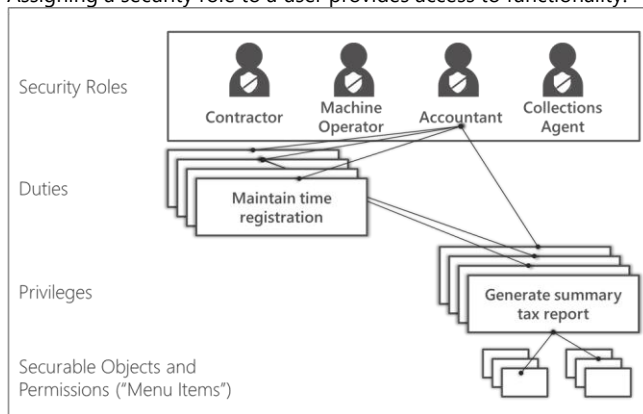 Assigning a security role to a user provides access to functionality.
Security Roles
Contractor
Machine
Operator
Accountant
Collections
Agent
Duties
Maintain time
registration
Privileges
Generate summary
tax report
Securable Objects and
Permissions ("Menu Items")